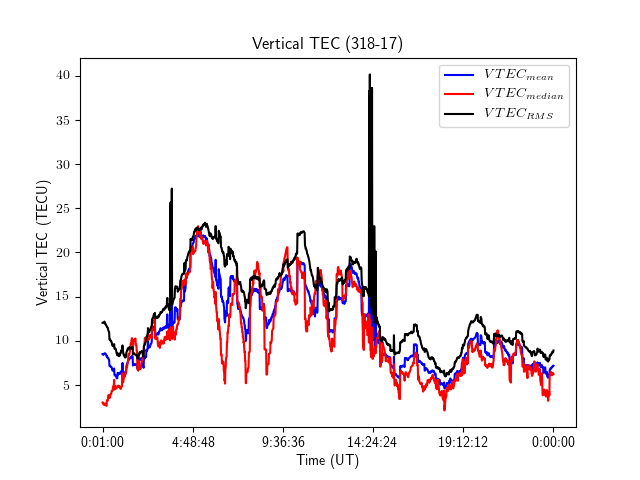 Vertical TEC (318-17)
VTEC_mean
VTEC_median
VTEC_RMS
Vertical TEC (TECU)
40
35
30
25
20
15
10
5
0:01:00 4:48:48 9:36:36 14:24:24 19:12:12 0:00:00
Time (UT)